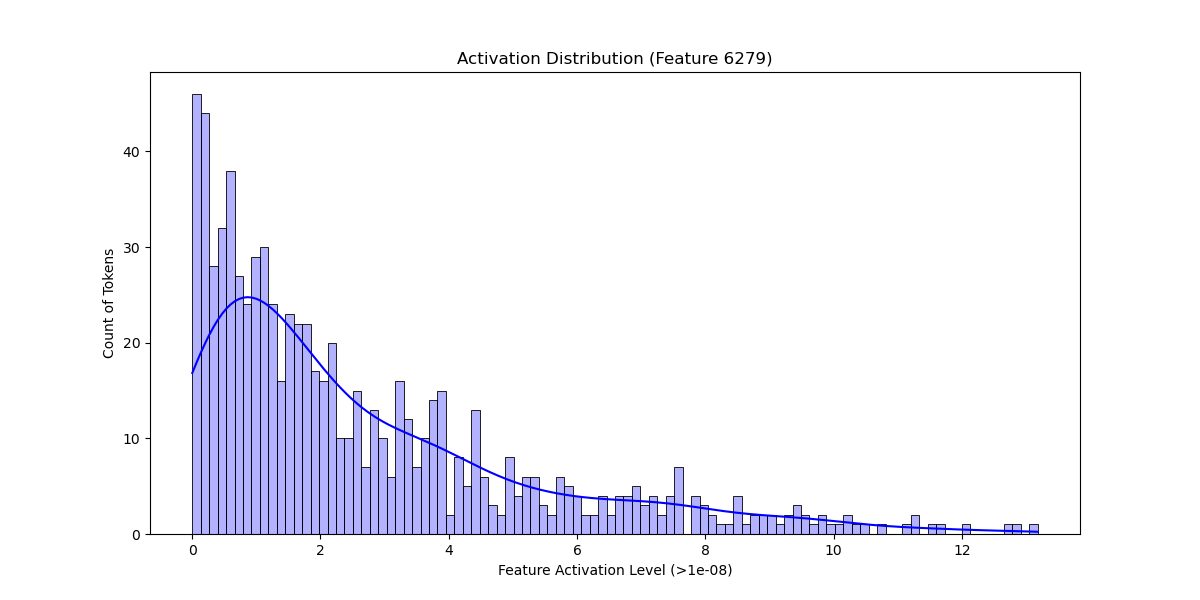 Activation Distribution (Feature 6279)
Count of Tokens
40
30
20
10
0
0 2 4 6 8 10 12
Feature Activation Level (>1e-08)